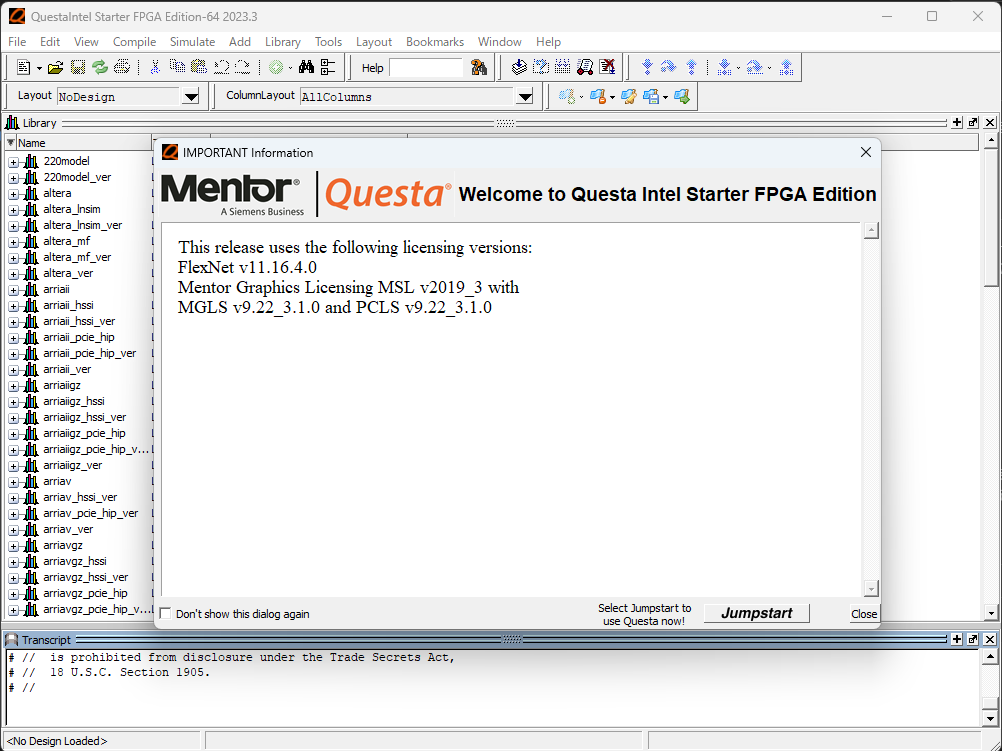 QuestaIntel Starter FPGA Edition-64 2023.3
File Edit View Compile Simulate Add Library Tools Layout Bookmarks Window Help
Help
Layout NoDesign ColumnLayout AllColumns
Library
Name
220model
220model_ver
altera
altera_lnsim
altera_lnsim_ver
altera_mf
altera_mf_ver
altera_ver
arriaii
arriaii_hssi
arriaii_hssi_ver
arriaii_pcie_hip
arriaii_pcie_hip_ver
arriaii_ver
arriaiigz
arriaiigz_hssi
arriaiigz_hssi_ver
arriaiigz_pcie_hip
arriaiigz_pcie_hip_v...
arriaiigz_ver
arriav
arriav_hssi_ver
arriav_pcie_hip_ver
arriav_ver
arriavgz
arriavgz_hssi
arriavgz_hssi_ver
arriavgz_pcie_hip
arriavgz_pcie_hip_v...
IMPORTANT Information
Mentor®
A Siemens Business
Questa®
Welcome to Questa Intel Starter FPGA Edition
This release uses the following licensing versions:
FlexNet v11.16.4.0
Mentor Graphics Licensing MSL v2019_3 with
MGLS v9.22_3.1.0 and PCLS v9.22_3.1.0
Don't show this dialog again
Select Jumpstart to
use Questa now!
Jumpstart
Close
Transcript
# // is prohibited from disclosure under the Trade Secrets Act,
# // 18 U.S.C. Section 1905.
# //
<No Design Loaded>